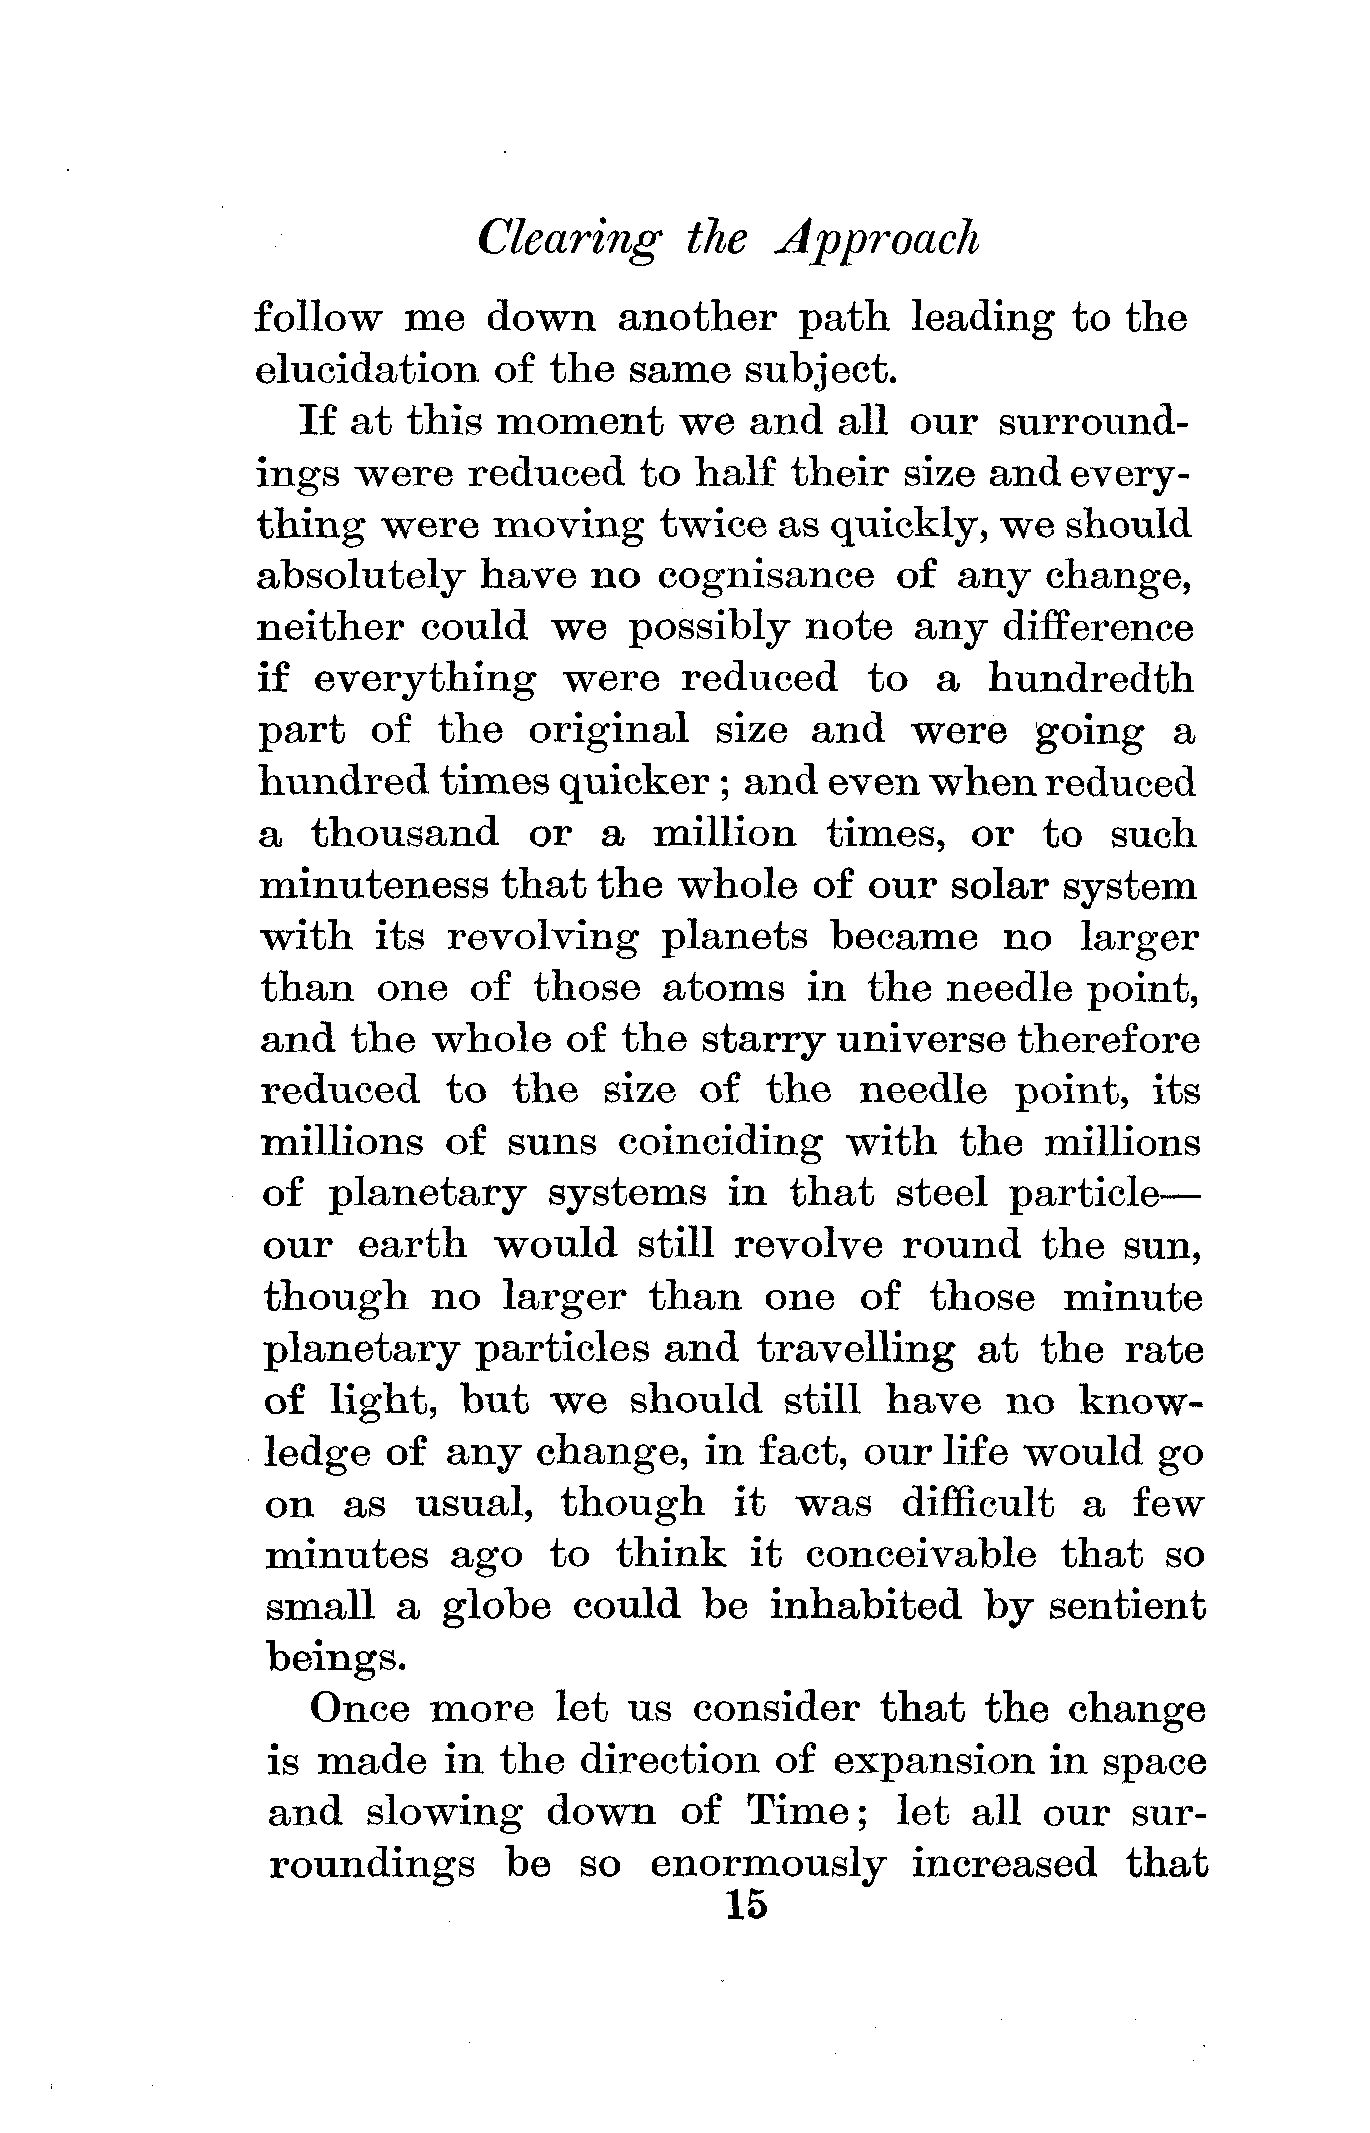 Clearing the Approach
follow me down another path leading to the
elucidation of the same subject.
If at this moment we and all our surround-
ings were reduced to half their size and every-
thing were moving twice as quickly, we should
absolutely have no cognisance of any change,
neither could we possibly note any difference
if everything were reduced to a hundredth
part of the original size and were going a
hundred times quicker ; and even when reduced
a thousand or a million times, or to such
minuteness that the whole of our solar system
with its revolving planets became no larger
than one of those atoms in the needle point,
and the whole of the starry universe therefore
reduced to the size of the needle point, its
millions of suns coinciding with the millions
of planetary systems in that steel particle—
our earth would still revolve round the sun,
though no larger than one of those minute
planetary particles and travelling at the rate
of light, but we should still have no know-
ledge of any change, in fact, our life would go
on as usual, though it was difficult a few
minutes ago to think it conceivable that so
small a globe could be inhabited by sentient
beings.
Once more let us consider that the change
is made in the direction of expansion in space
and slowing down of Time; let all our sur-
roundings be so enormously increased that
15